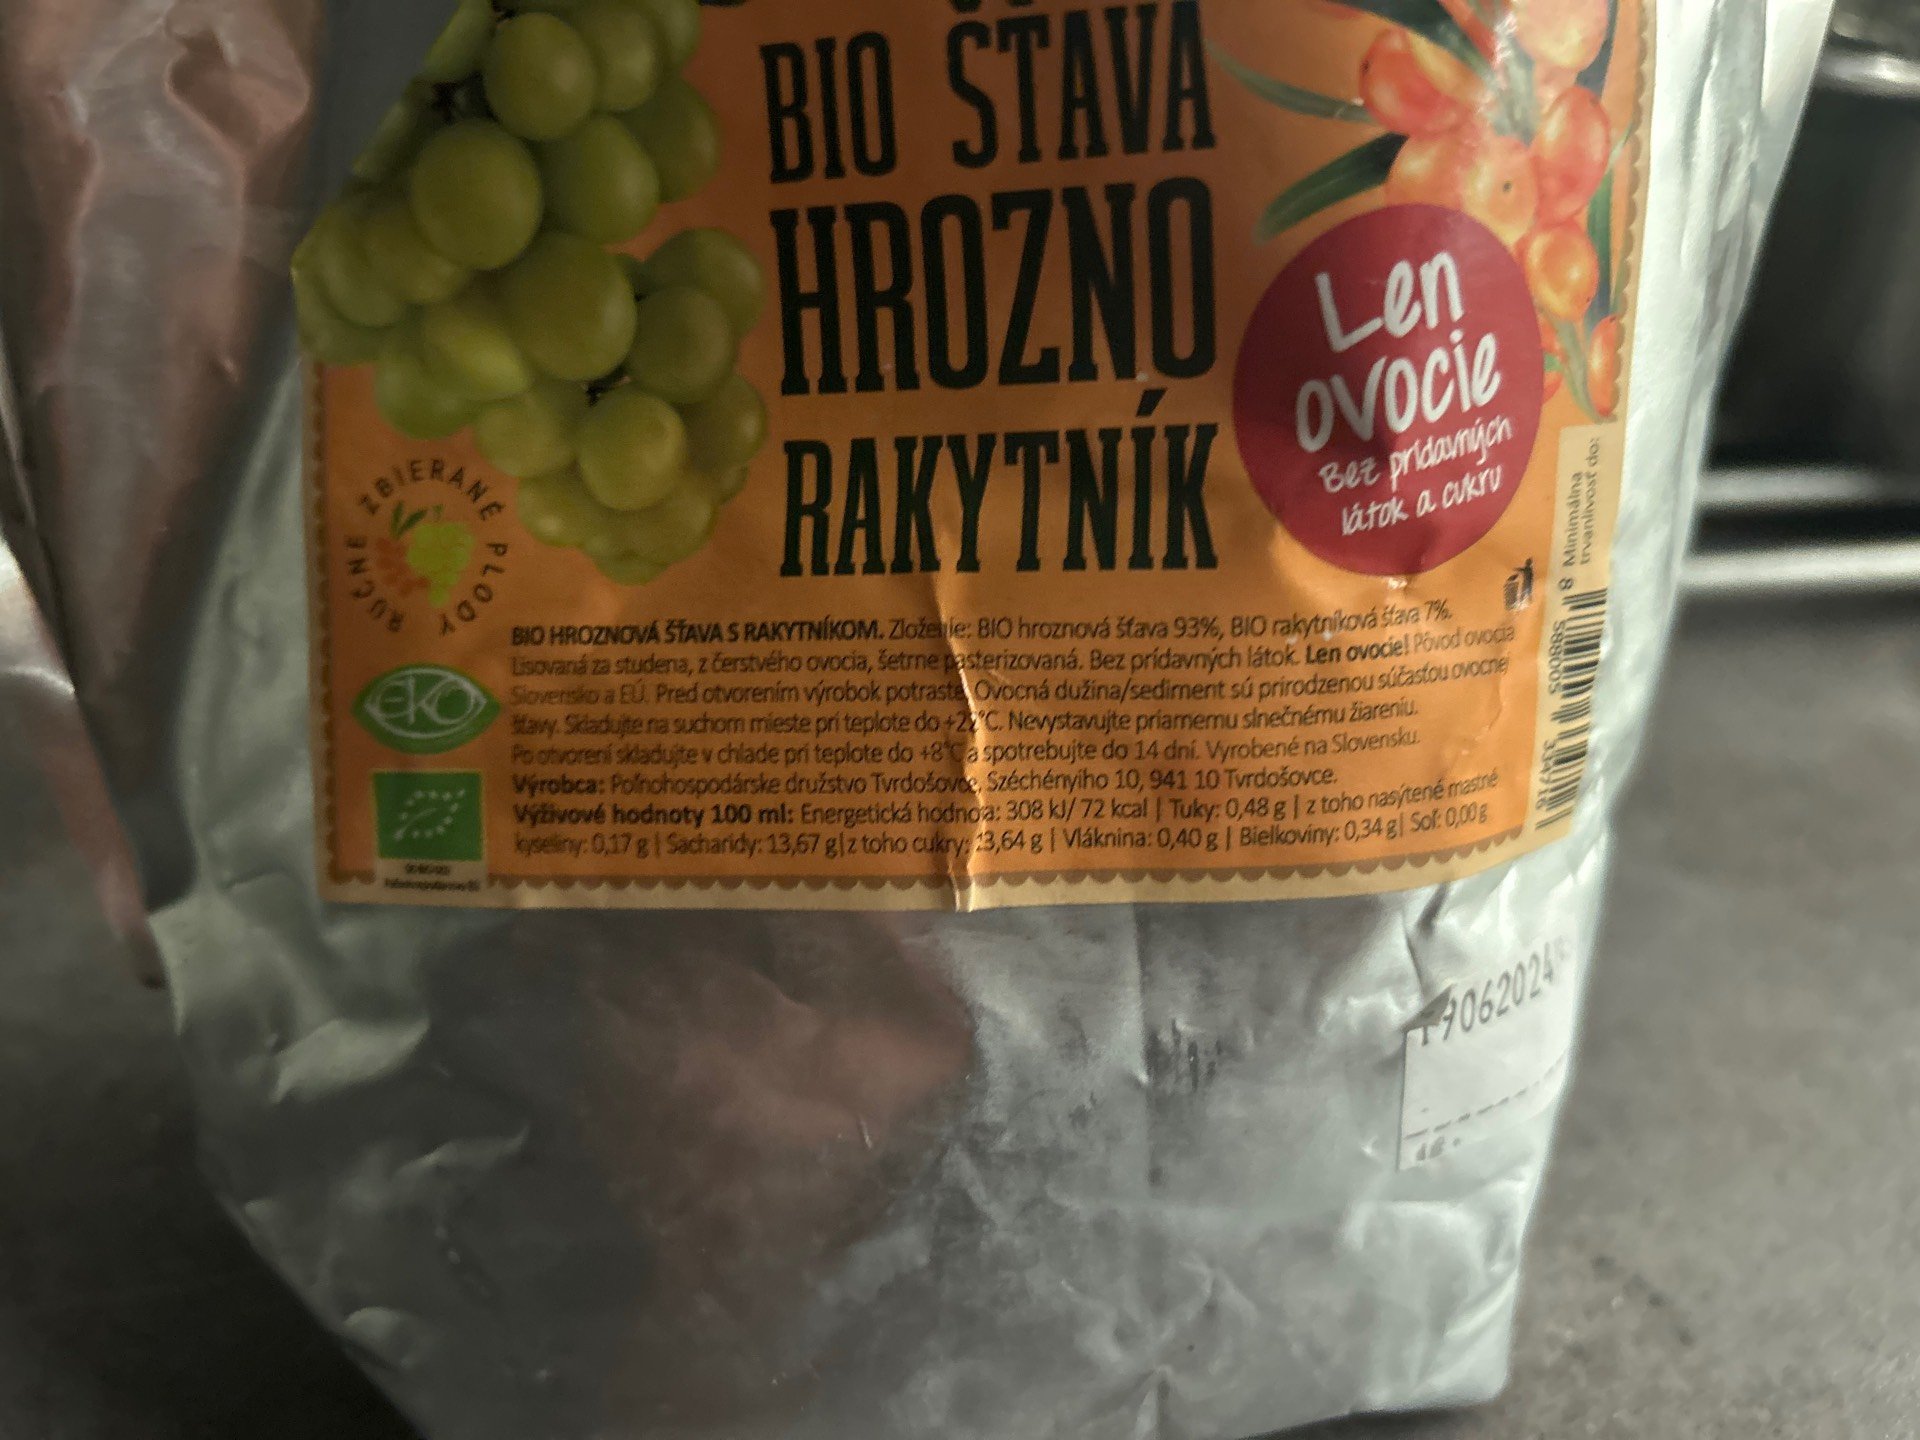 BIO ŠŤAVA
HROZNO
RAKYTNÍK
Len
ovocie
Bez prídavných
látok a cukru
RUČNE ZBIERANÉ PLODY
Minimálna
trvanlivosť do:
8 588005 334716
BIO HROZNOVÁ ŠŤAVA S RAKYTNÍKOM. Zloženie: BIO hroznová šťava 93%, BIO rakytníková šťava 7%.
Lisovaná za studena, z čerstvého ovocia, šetrne pasterizovaná. Bez prídavných látok. Len ovocie! Pôvod ovocia
Slovensko a EÚ. Pred otvorením výrobok potraste. Ovocná dužina/sediment sú prirodzenou súčasťou ovocnej
šťavy. Skladujte na suchom mieste pri teplote do +22°C. Nevystavujte priamemu slnečnému žiareniu.
Po otvorení skladujte v chlade pri teplote do +8°C a spotrebujte do 14 dní. Vyrobené na Slovensku.
Výrobca: Poľnohospodárske družstvo Tvrdošovce, Széchényiho 10, 941 10 Tvrdošovce.
Výživové hodnoty 100 ml: Energetická hodnota: 308 kJ/ 72 kcal | Tuky: 0,48 g | z toho nasýtené mastné
kyseliny: 0,17 g | Sacharidy: 13,67 g | z toho cukry: 13,64 g | Vláknina: 0,40 g | Bielkoviny: 0,34 g | Soľ: 0,00 g
eKO
19062024